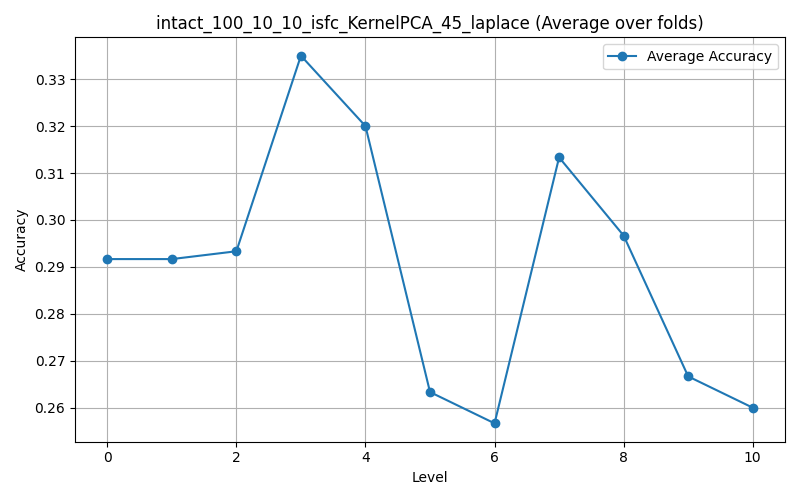 intact_100_10_10_isfc_KernelPCA_45_laplace (Average over folds)
Average Accuracy
Accuracy
0.33
0.32
0.31
0.30
0.29
0.28
0.27
0.26
0 2 4 6 8 10
Level